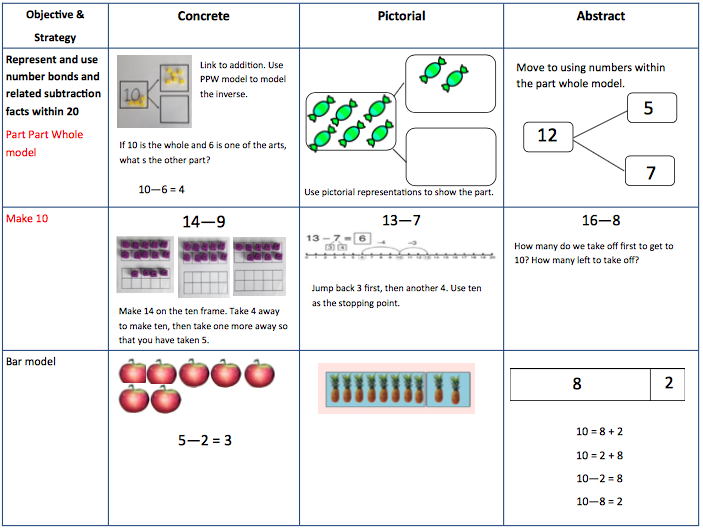 Objective &
Strategy
Concrete
Pictorial
Abstract
Represent and use
number bonds and
related subtraction
facts within 20
Part Part Whole
model
10
Link to addition. Use
PPW model to model
the inverse.
If 10 is the whole and 6 is one of the arts,
what s the other part?
10—6 = 4
Use pictorial representations to show the part.
Move to using numbers within
the part whole model.
5
12
7
Make 10
14—9
Make 14 on the ten frame. Take 4 away
to make ten, then take one more away so
that you have taken 5.
13—7
13 – 7 = 6
3 4
–4 –3
Jump back 3 first, then another 4. Use ten
as the stopping point.
16—8
How many do we take off first to get to
10? How many left to take off?
Bar model
5—2 = 3
8 2
10 = 8 + 2
10 = 2 + 8
10—2 = 8
10—8 = 2